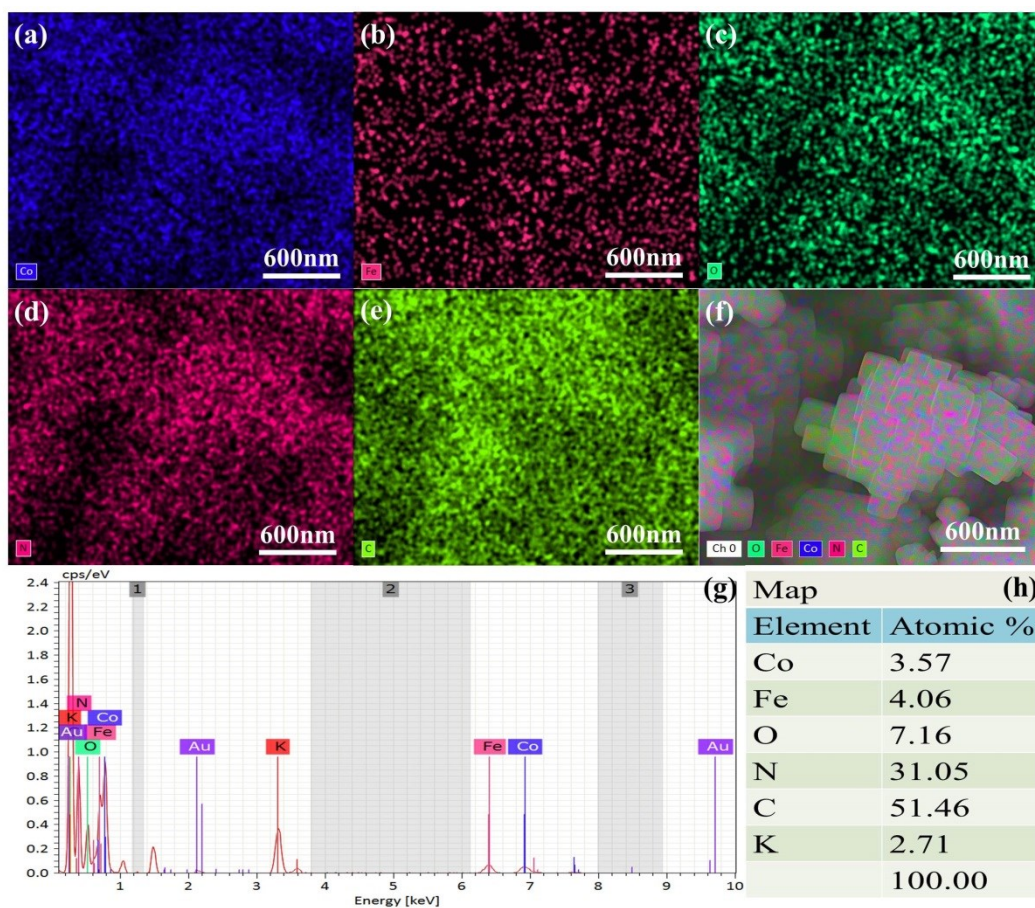 (a)
Co
600nm
(b)
Fe
600nm
(c)
O
600nm
(d)
N
600nm
(e)
C
600nm
(f)
Ch 0 O Fe Co N C
600nm
(g)
cps/eV
1 2 3
2.4
2.2
2.0
1.8
1.6
1.4
1.2
1.0
0.8
0.6
0.4
0.2
0.0
N
K Co
Au Fe
O Au K Fe Co Au
1 2 3 4 5 6 7 8 9 10
Energy [keV]
Map (h)
Element Atomic %
Co 3.57
Fe 4.06
O 7.16
N 31.05
C 51.46
K 2.71
100.00